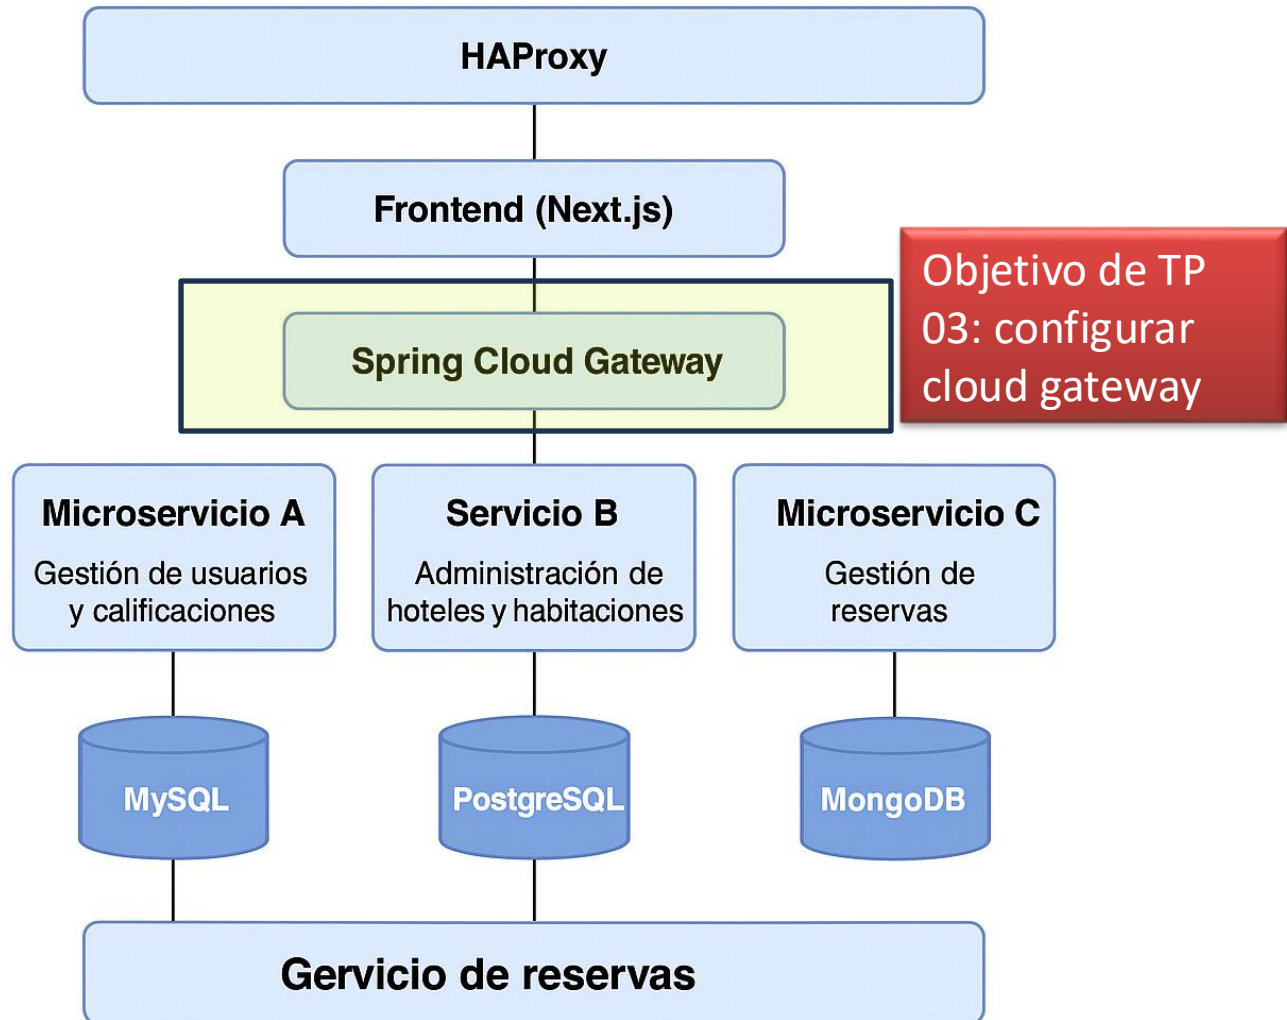 HAProxy
Frontend (Next.js)
Objetivo de TP
03: configurar
cloud gateway
Spring Cloud Gateway
Microservicio A
Gestión de usuarios
y calificaciones
Servicio B
Administración de
hoteles y habitaciones
Microservicio C
Gestión de
reservas
MySQL
PostgreSQL
MongoDB
Gervicio de reservas